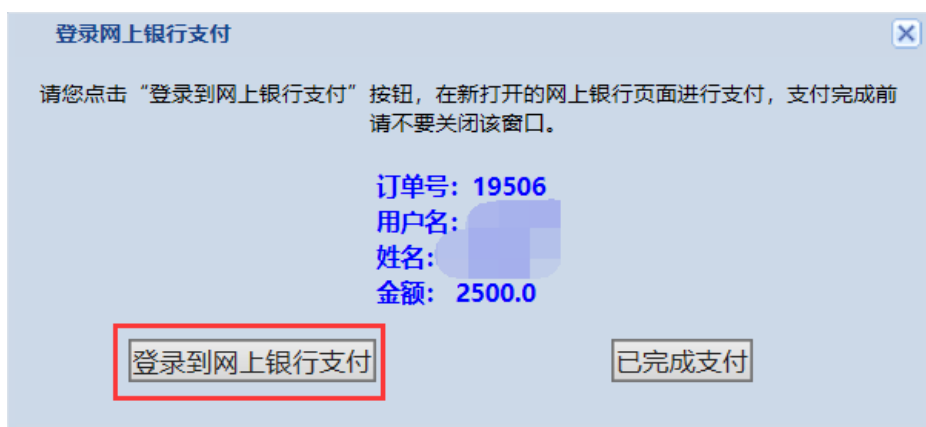 登录网上银行支付
请您点击“登录到网上银行支付”按钮，在新打开的网上银行页面进行支付，支付完成前
请不要关闭该窗口。
订单号：19506
用户名：
姓名：
金额： 2500.0
登录到网上银行支付
已完成支付